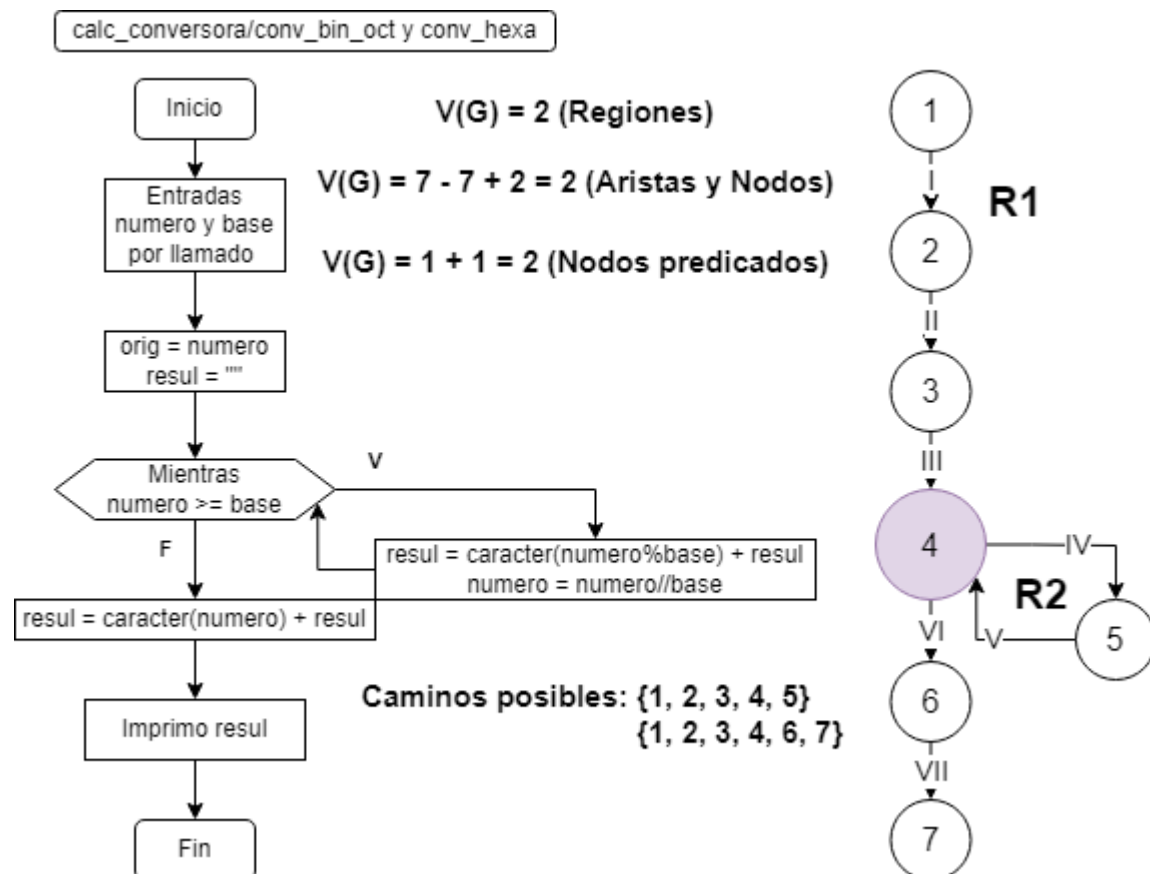 calc_conversora/conv_bin_oct y conv_hexa
Inicio
Entradas
numero y base
por llamado
orig = numero
resul = ""
Mientras
numero >= base
V
F
resul = caracter(numero%base) + resul
numero = numero//base
resul = caracter(numero) + resul
Imprimo resul
Fin
V(G) = 2 (Regiones)
V(G) = 7 - 7 + 2 = 2 (Aristas y Nodos)
V(G) = 1 + 1 = 2 (Nodos predicados)
Caminos posibles: {1, 2, 3, 4, 5}
{1, 2, 3, 4, 6, 7}
1
I
R1
2
II
3
III
4
IV
R2
V
5
VI
6
VII
7